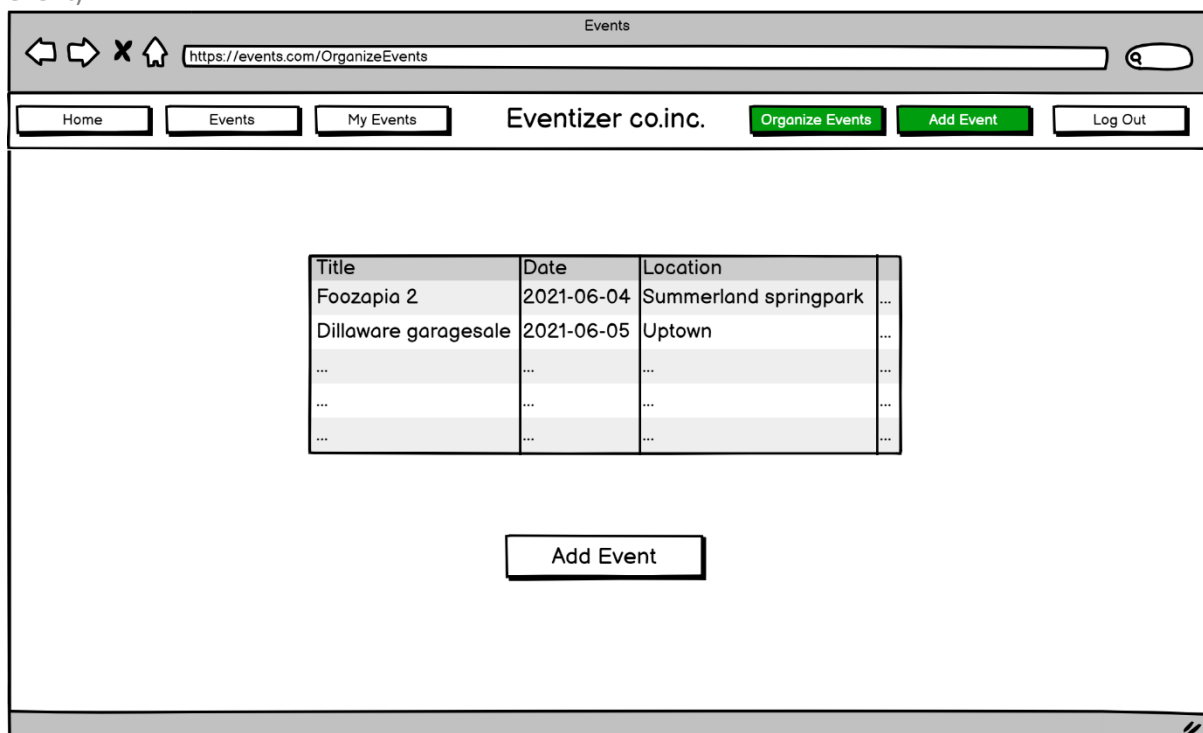 Events
https://events.com/OrganizeEvents
Home Events My Events Eventizer co.inc. Organize Events Add Event Log Out
Title Date Location
Foozapia 2 2021-06-04 Summerland springpark ...
Dillaware garagesale 2021-06-05 Uptown ...
... ... ... ...
... ... ... ...
... ... ... ...
Add Event